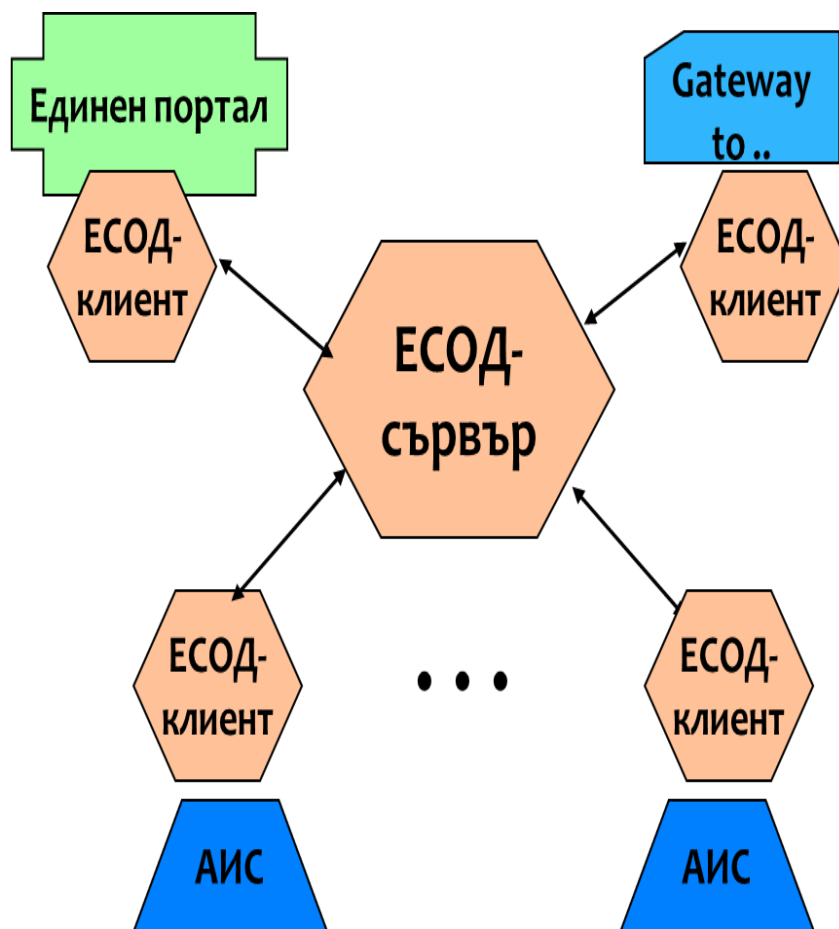 Единен портал
Gateway
to ..
ЕСОД-
клиент
ЕСОД-
клиент
ЕСОД-
сървър
ЕСОД-
клиент
• • •
ЕСОД-
клиент
АИС
АИС